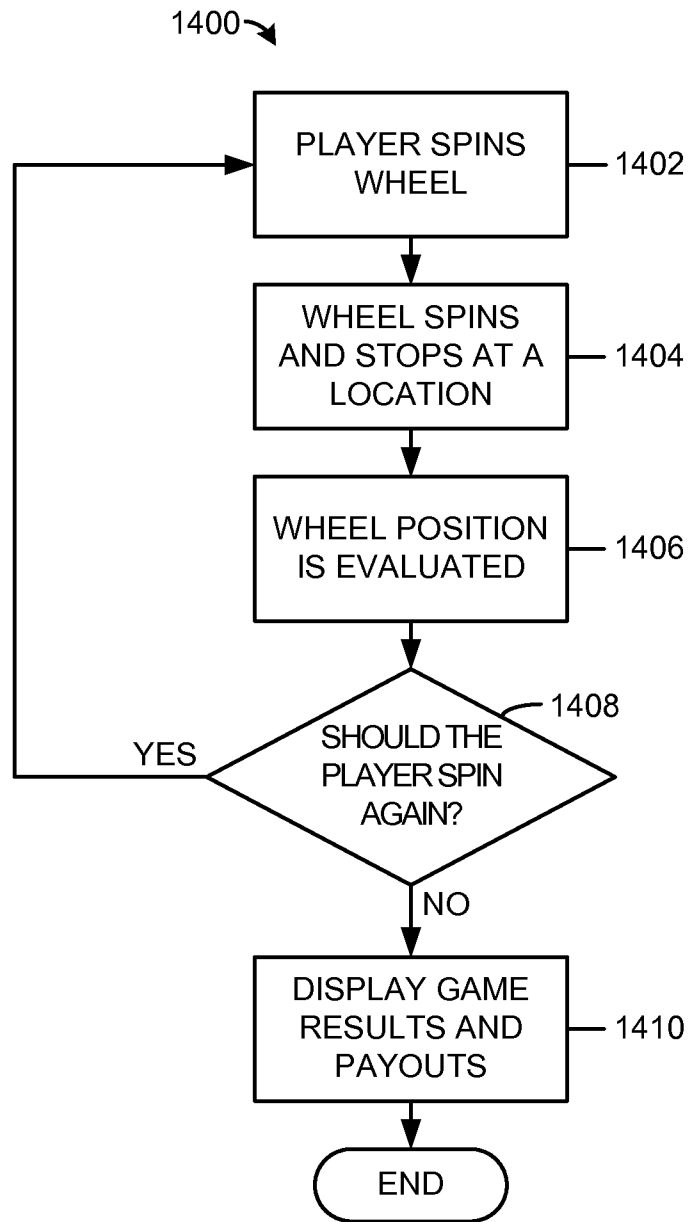 1400
PLAYER SPINS
WHEEL
1402
WHEEL SPINS
AND STOPS AT A
LOCATION
1404
WHEEL POSITION
IS EVALUATED
1406
1408
SHOULD THE
PLAYER SPIN
AGAIN?
YES
NO
DISPLAY GAME
RESULTS AND
PAYOUTS
1410
END